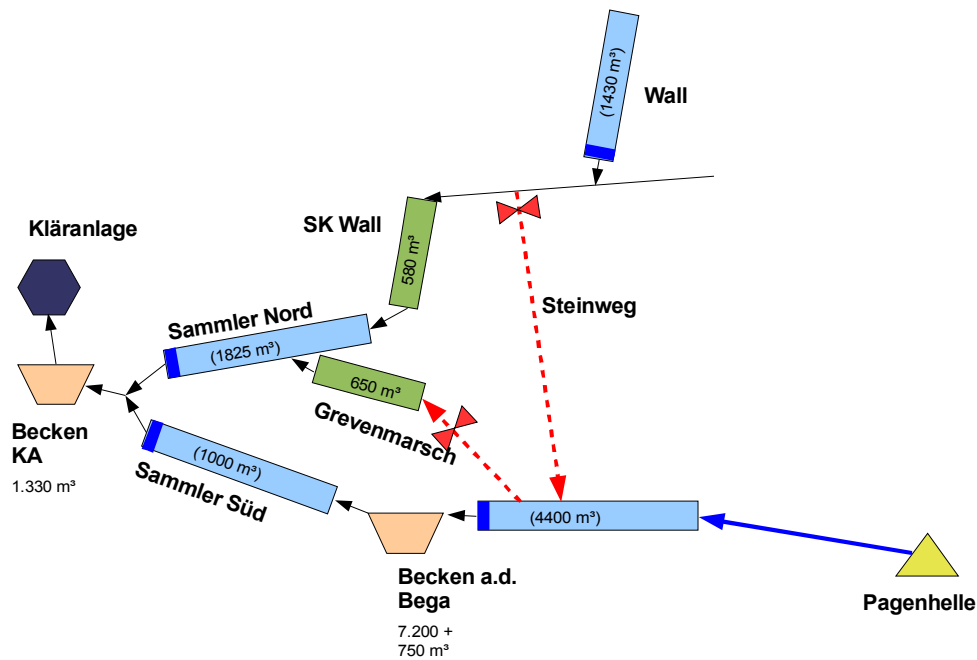 (1430 m³)
Wall
SK Wall
Kläranlage
580 m³
Steinweg
Sammler Nord
(1825 m³)
650 m³
Grevenmarsch
Becken
KA
1.330 m³
(1000 m³)
Sammler Süd
(4400 m³)
Becken a.d.
Bega
7.200 +
750 m³
Pagenhelle